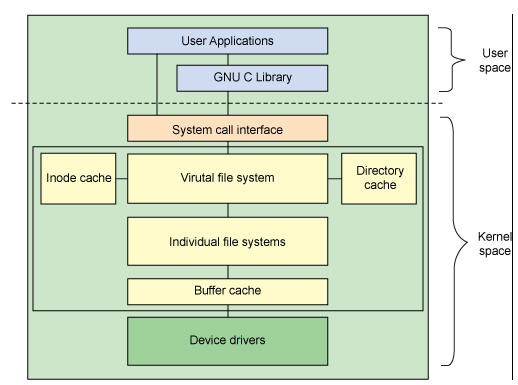 User Applications
GNU C Library
User
space
System call interface
Inode cache
Virutal file system
Directory
cache
Individual file systems
Buffer cache
Kernel
space
Device drivers